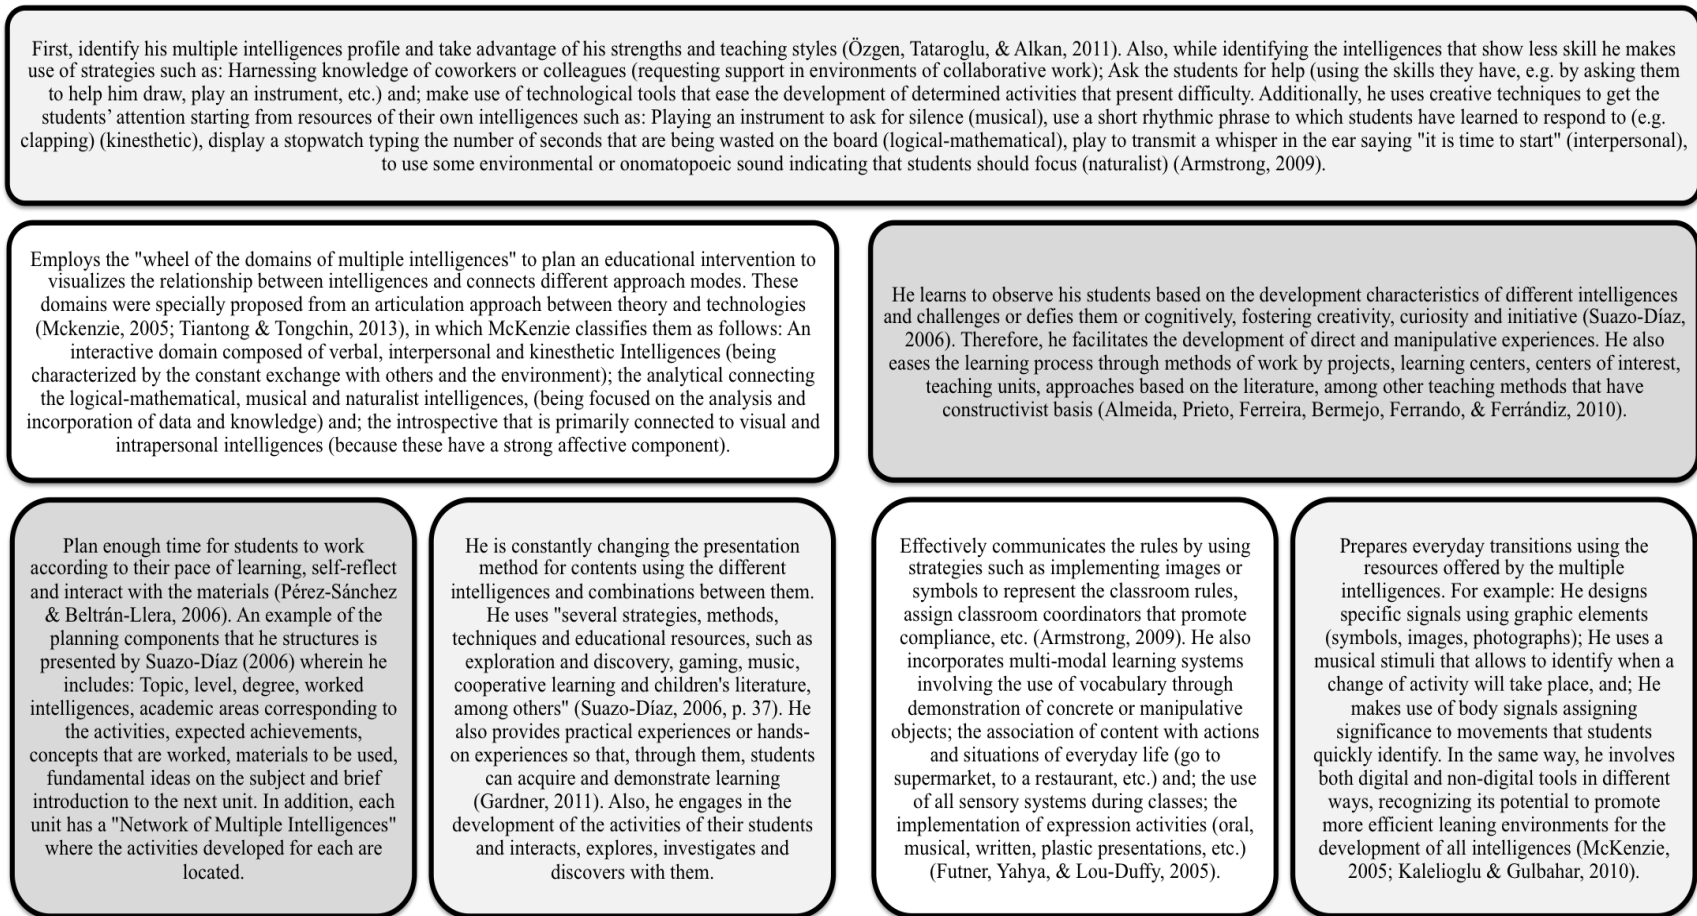 First, identify his multiple intelligences profile and take advantage of his strengths and teaching styles (Özgen, Tataroglu, & Alkan, 2011). Also, while identifying the intelligences that show less skill he makes
use of strategies such as: Harnessing knowledge of coworkers or colleagues (requesting support in environments of collaborative work); Ask the students for help (using the skills they have, e.g. by asking them
to help him draw, play an instrument, etc.) and; make use of technological tools that ease the development of determined activities that present difficulty. Additionally, he uses creative techniques to get the
students' attention starting from resources of their own intelligences such as: Playing an instrument to ask for silence (musical), use a short rhythmic phrase to which students have learned to respond to (e.g.
clapping) (kinesthetic), display a stopwatch typing the number of seconds that are being wasted on the board (logical-mathematical), play to transmit a whisper in the ear saying "it is time to start" (interpersonal),
to use some environmental or onomatopoeic sound indicating that students should focus (naturalist) (Armstrong, 2009).
Employs the "wheel of the domains of multiple intelligences" to plan an educational intervention to
visualizes the relationship between intelligences and connects different approach modes. These
domains were specially proposed from an articulation approach between theory and technologies
(Mckenzie, 2005; Tiantong & Tongchin, 2013), in which McKenzie classifies them as follows: An
interactive domain composed of verbal, interpersonal and kinesthetic Intelligences (being
characterized by the constant exchange with others and the environment); the analytical connecting
the logical-mathematical, musical and naturalist intelligences, (being focused on the analysis and
incorporation of data and knowledge) and; the introspective that is primarily connected to visual and
intrapersonal intelligences (because these have a strong affective component).
He learns to observe his students based on the development characteristics of different intelligences
and challenges or defies them or cognitively, fostering creativity, curiosity and initiative (Suazo-Díaz,
2006). Therefore, he facilitates the development of direct and manipulative experiences. He also
eases the learning process through methods of work by projects, learning centers, centers of interest,
teaching units, approaches based on the literature, among other teaching methods that have
constructivist basis (Almeida, Prieto, Ferreira, Bermejo, Ferrando, & Ferrándiz, 2010).
Plan enough time for students to work
according to their pace of learning, self-reflect
and interact with the materials (Pérez-Sánchez
& Beltrán-Llera, 2006). An example of the
planning components that he structures is
presented by Suazo-Díaz (2006) wherein he
includes: Topic, level, degree, worked
intelligences, academic areas corresponding to
the activities, expected achievements,
concepts that are worked, materials to be used,
fundamental ideas on the subject and brief
introduction to the next unit. In addition, each
unit has a "Network of Multiple Intelligences"
where the activities developed for each are
located.
He is constantly changing the presentation
method for contents using the different
intelligences and combinations between them.
He uses "several strategies, methods,
techniques and educational resources, such as
exploration and discovery, gaming, music,
cooperative learning and children's literature,
among others" (Suazo-Díaz, 2006, p. 37). He
also provides practical experiences or hands-
on experiences so that, through them, students
can acquire and demonstrate learning
(Gardner, 2011). Also, he engages in the
development of the activities of their students
and interacts, explores, investigates and
discovers with them.
Effectively communicates the rules by using
strategies such as implementing images or
symbols to represent the classroom rules,
assign classroom coordinators that promote
compliance, etc. (Armstrong, 2009). He also
incorporates multi-modal learning systems
involving the use of vocabulary through
demonstration of concrete or manipulative
objects; the association of content with actions
and situations of everyday life (go to
supermarket, to a restaurant, etc.) and; the use
of all sensory systems during classes; the
implementation of expression activities (oral,
musical, written, plastic presentations, etc.)
(Futner, Yahya, & Lou-Duffy, 2005).
Prepares everyday transitions using the
resources offered by the multiple
intelligences. For example: He designs
specific signals using graphic elements
(symbols, images, photographs); He uses a
musical stimuli that allows to identify when a
change of activity will take place, and; He
makes use of body signals assigning
significance to movements that students
quickly identify. In the same way, he involves
both digital and non-digital tools in different
ways, recognizing its potential to promote
more efficient leaning environments for the
development of all intelligences (McKenzie,
2005; Kalelioglu & Gulbahar, 2010).